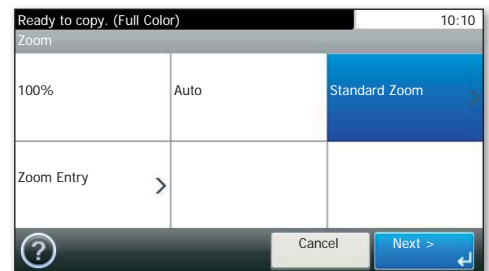 Ready to copy. (Full Color) 10:10
Zoom
100% Auto Standard Zoom
Zoom Entry
? Cancel Next >